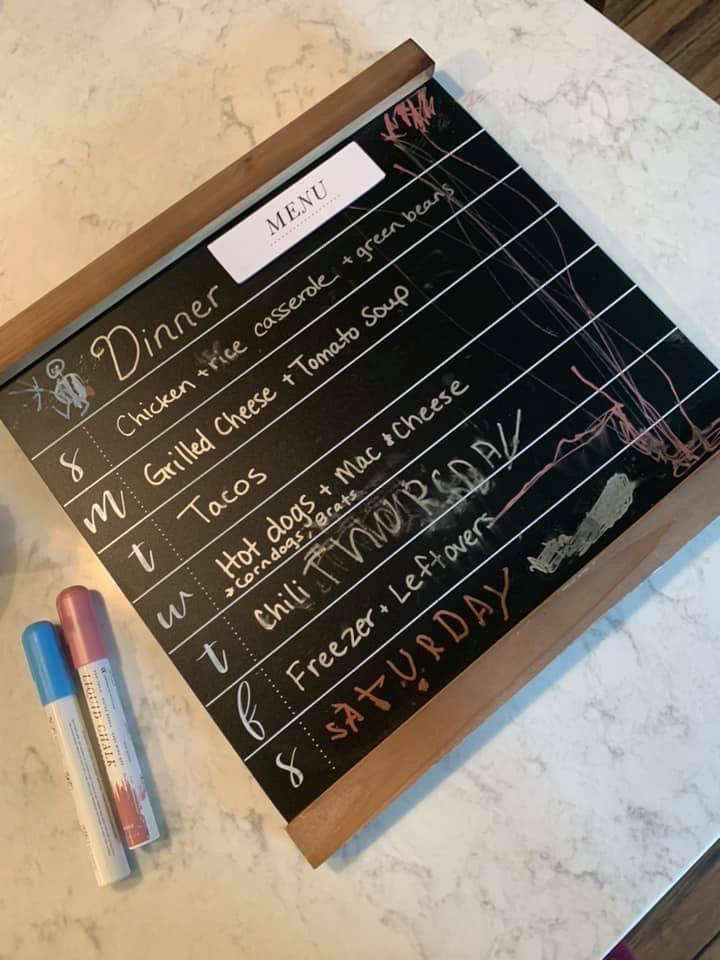 MENU
Dinner
s Chicken + rice casserole + green beans
m Grilled Cheese + Tomato Soup
t Tacos
w Hot dogs + Mac & Cheese
*corndogs, Brats
t Chili THORSDAY
f Freezer + Leftovers
s SATURDAY
LIQUID CHALK